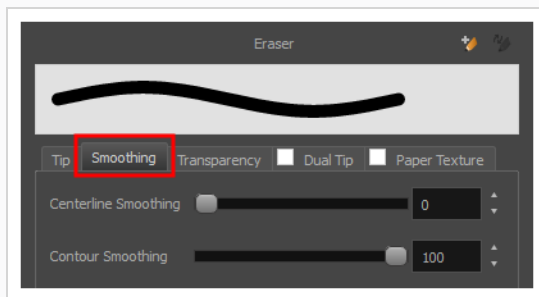 Eraser
Tip Smoothing Transparency Dual Tip Paper Texture
Centerline Smoothing 0
Contour Smoothing 100